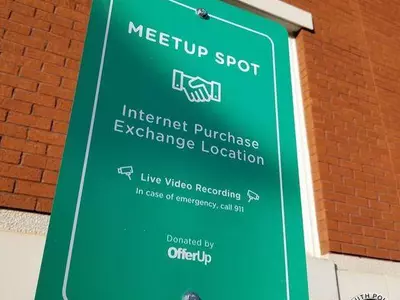 MEETUP SPOT
Internet Purchase
Exchange Location
Live Video Recording
In case of emergency, call 911
Donated by
OfferUp